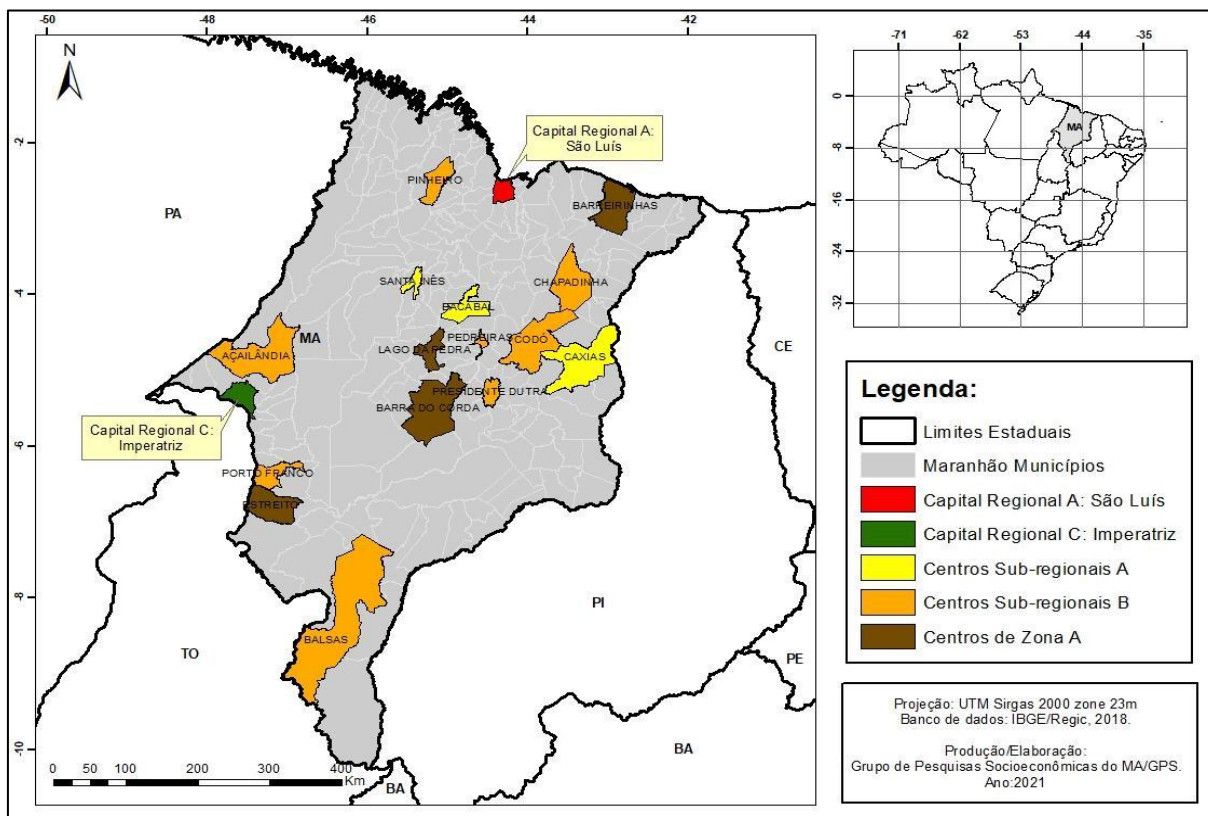 -50
-48
-46
-44
-42
N
-2
-4
-6
-8
-10
Capital Regional A:
São Luís
PINHEIRO
BARREIRINHAS
PA
SANTA INÊS
CHAPADINHA
BACABAL
MA
PEDREIRAS
CODÓ
LAGO DA PEDRA
AÇAILÂNDIA
CAXIAS
PRESIDENTE DUTRA
BARRA DO CORDA
Capital Regional C:
Imperatriz
PORTO FRANCO
ESTREITO
CE
PI
BALSAS
TO
PE
BA
BA
0 50 100 200 300 400
Km
-71
-62
-53
-44
-35
0
-8
-16
-24
-32
MA
Legenda:
Limites Estaduais
Maranhão Municípios
Capital Regional A: São Luís
Capital Regional C: Imperatriz
Centros Sub-regionais A
Centros Sub-regionais B
Centros de Zona A
Projeção: UTM Sirgas 2000 zone 23m
Banco de dados: IBGE/Regic, 2018.
Produção/Elaboração:
Grupo de Pesquisas Socioeconômicas do MA/GPS.
Ano:2021